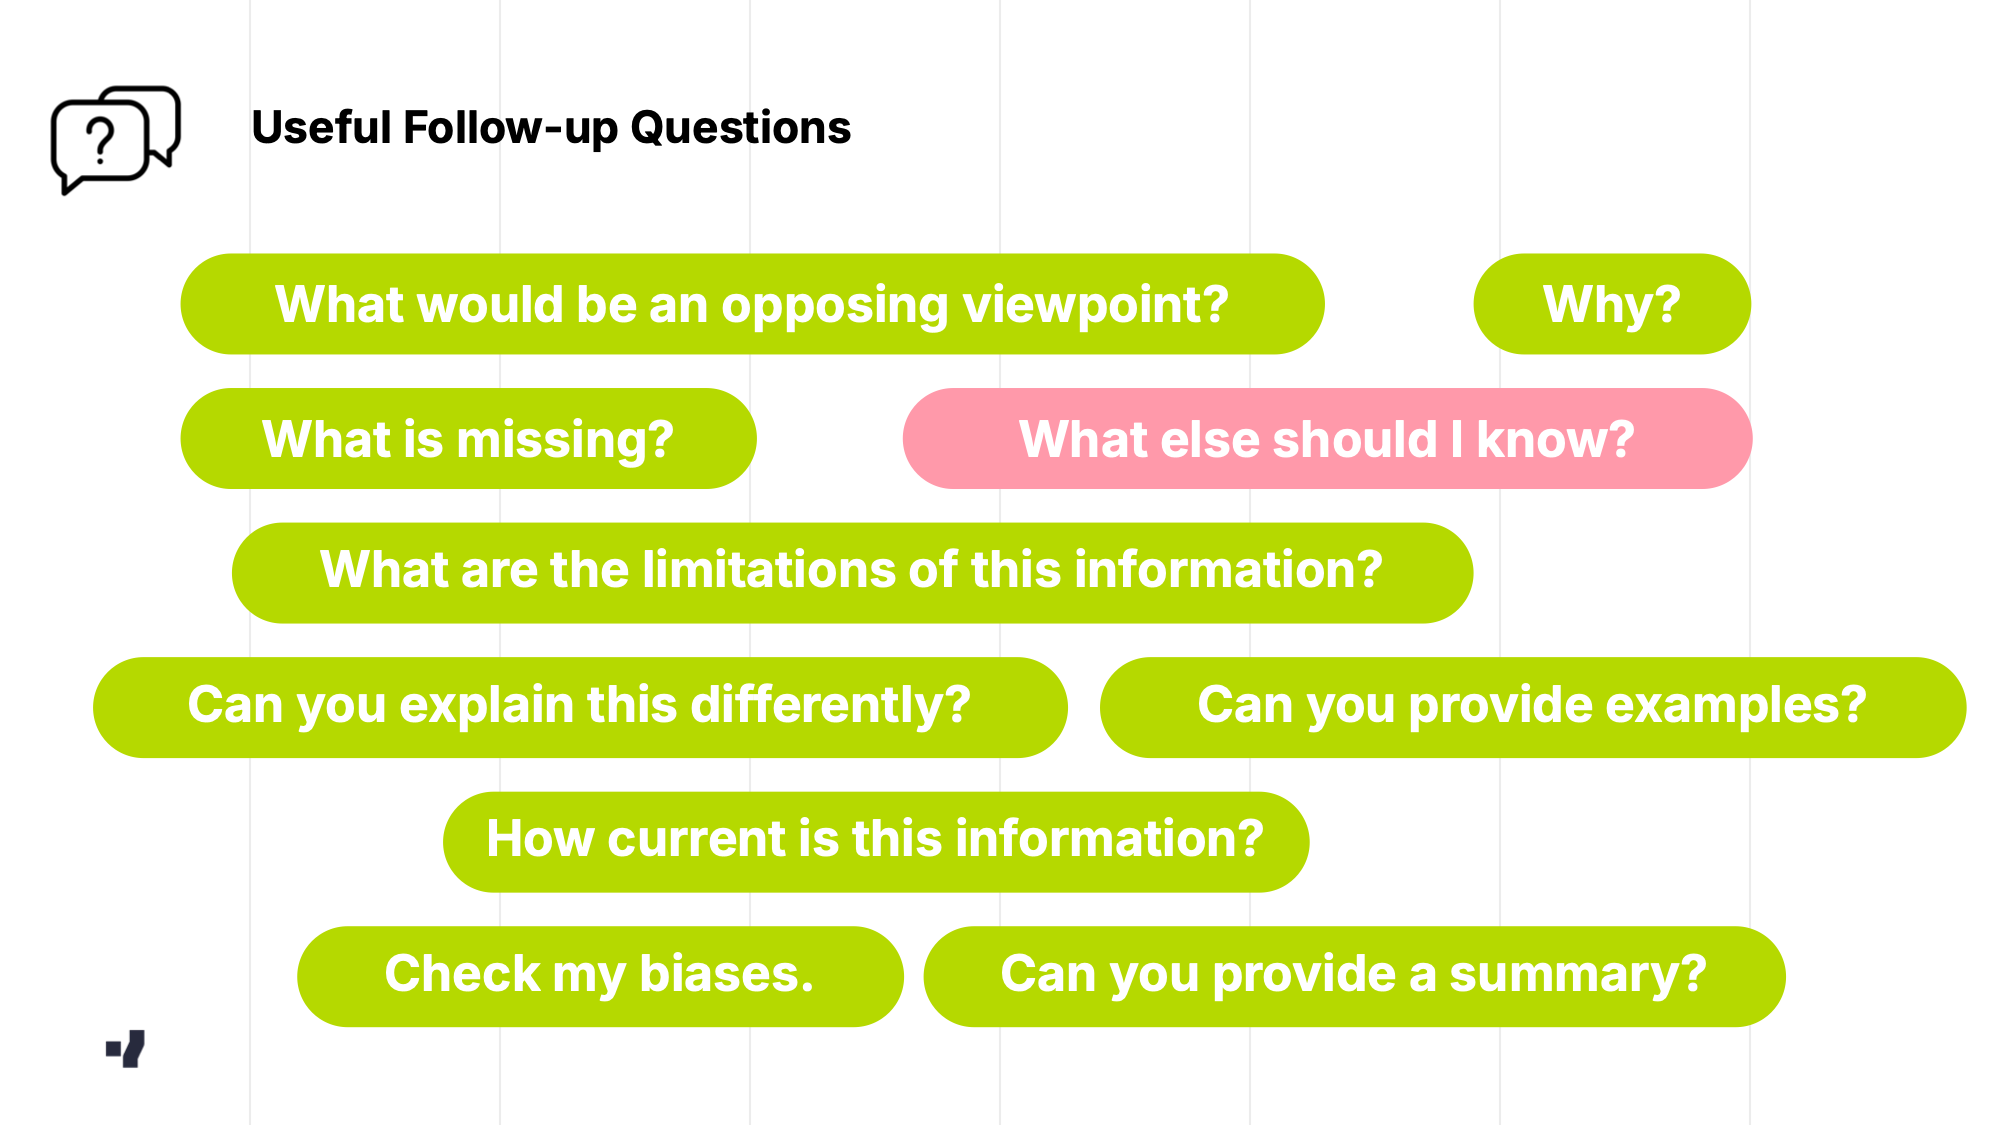 ?
Useful Follow-up Questions
What would be an opposing viewpoint?
Why?
What is missing?
What else should I know?
What are the limitations of this information?
Can you explain this differently?
Can you provide examples?
How current is this information?
Check my biases.
Can you provide a summary?